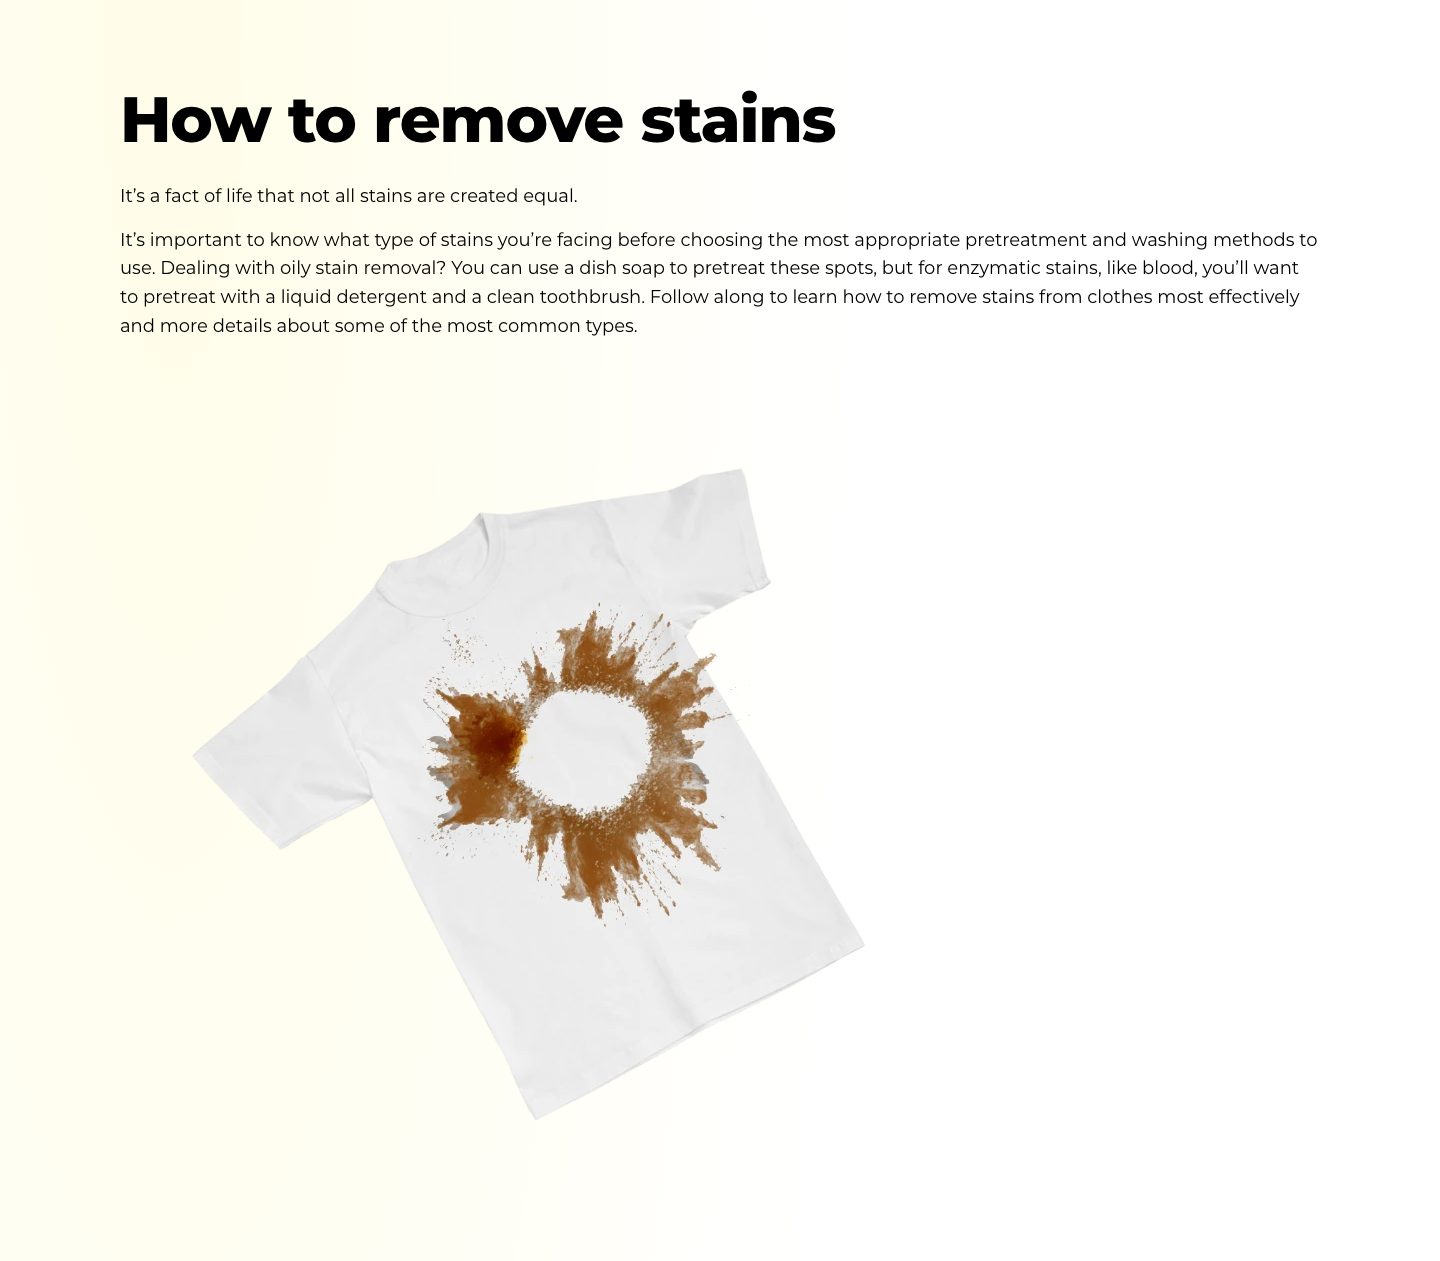 How to remove stains
It’s a fact of life that not all stains are created equal.
It’s important to know what type of stains you’re facing before choosing the most appropriate pretreatment and washing methods to
use. Dealing with oily stain removal? You can use a dish soap to pretreat these spots, but for enzymatic stains, like blood, you’ll want
to pretreat with a liquid detergent and a clean toothbrush. Follow along to learn how to remove stains from clothes most effectively
and more details about some of the most common types.